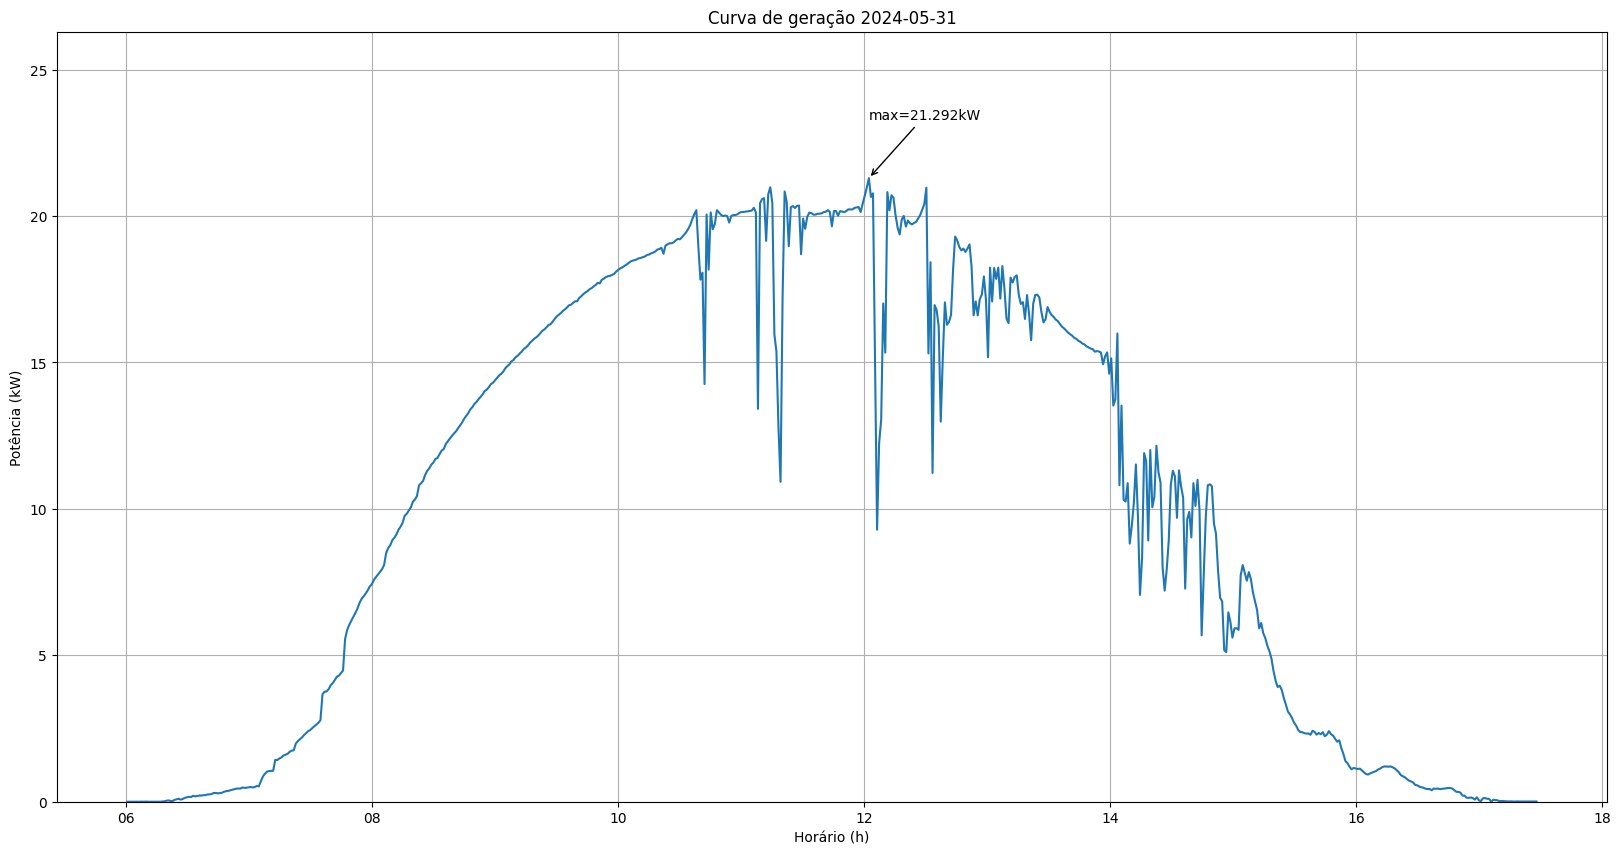 Curva de geração 2024-05-31
25
max=21.292kW
20
15
Potência (kW)
10
5
0
06 08 10 12 14 16 18
Horário (h)